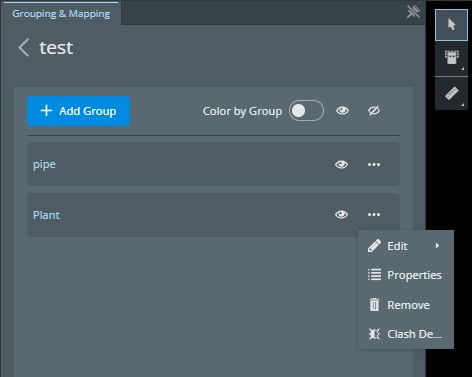 Grouping & Mapping
test
Add Group
Color by Group
pipe
Plant
Edit
Properties
Remove
Clash De...